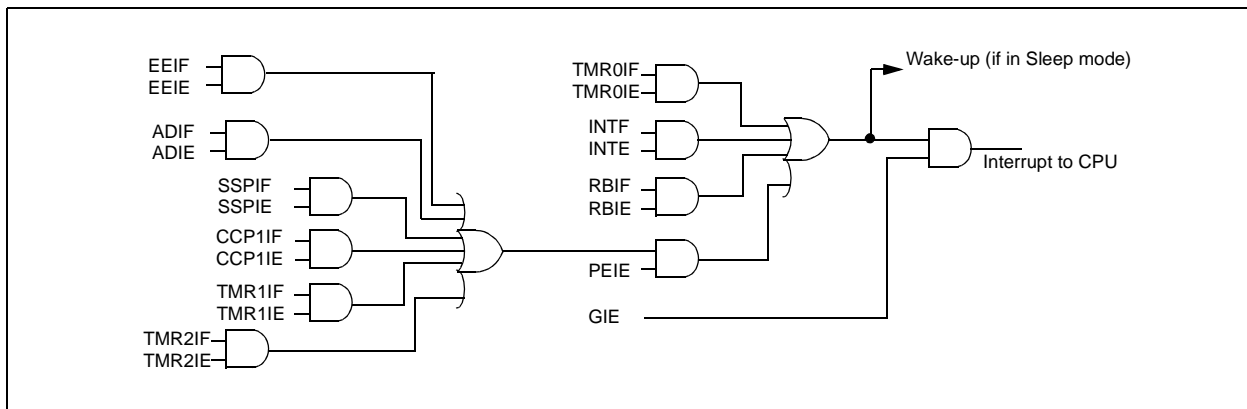 EEIF
EEIE
ADIF
ADIE
SSPIF
SSPIE
CCP1IF
CCP1IE
TMR1IF
TMR1IE
TMR2IF
TMR2IE
TMR0IF
TMR0IE
INTF
INTE
RBIF
RBIE
PEIE
GIE
Wake-up (if in Sleep mode)
Interrupt to CPU